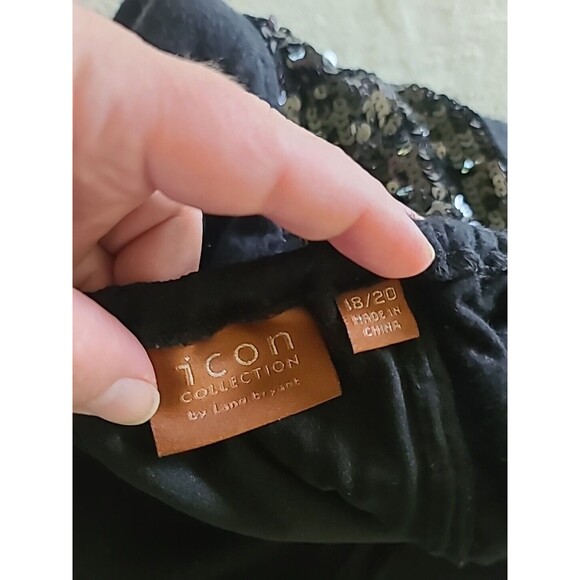 icon
COLLECTION
by Lane bryant
18/20
MADE IN
CHINA